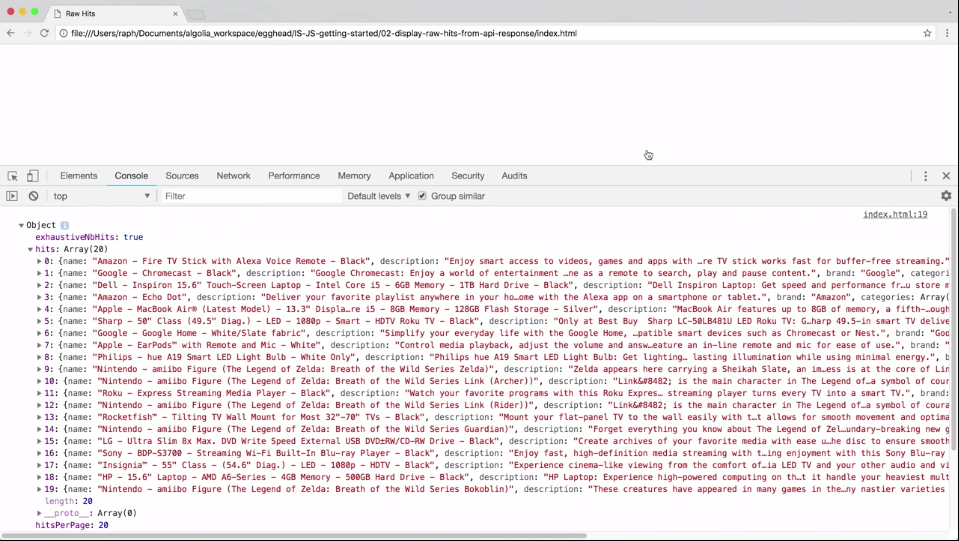 Raw Hits
file:///Users/raph/Documents/algolia_workspace/egghead/IS-JS-getting-started/02-display-raw-hits-from-api-response/index.html
Elements Console Sources Network Performance Memory Application Security Audits
top Filter Default levels Group similar
index.html:19
Object
exhaustiveNbHits: true
hits: Array(20)
0: {name: "Amazon - Fire TV Stick with Alexa Voice Remote - Black", description: "Enjoy smart access to videos, games and apps with …re TV stick works fast for buffer-free streaming."
1: {name: "Google - Chromecast - Black", description: "Google Chromecast: Enjoy a world of entertainment …ne as a remote to search, play and pause content.", brand: "Google", categori
2: {name: "Dell - Inspiron 15.6" Touch-Screen Laptop - Intel Core i5 - 6GB Memory - 1TB Hard Drive - Black", description: "Dell Inspiron Laptop: Get speed and performance fr…u store m
3: {name: "Amazon - Echo Dot", description: "Deliver your favorite playlist anywhere in your ho…ome with the Alexa app on a smartphone or tablet.", brand: "Amazon", categories: Array(
4: {name: "Apple - MacBook Air® (Latest Model) - 13.3" Displa…re i5 - 8GB Memory - 128GB Flash Storage - Silver", description: "MacBook Air features up to 8GB of memory, a fifth-…ough
5: {name: "Sharp - 50" Class (49.5" Diag.) - LED - 1080p - Smart - HDTV Roku TV - Black", description: "Only at Best Buy Sharp LC-50LB481U LED Roku TV: G…harp 49.5-in smart TV delive
6: {name: "Google - Google Home - White/Slate fabric", description: "Simplify your everyday life with the Google Home, …patible smart devices such as Chromecast or Nest.", brand: "Goo
7: {name: "Apple - EarPods™ with Remote and Mic - White", description: "Control media playback, adjust the volume and answ…eature an in-line remote and mic for ease of use.", bran
8: {name: "Philips - hue A19 Smart LED Light Bulb - White Only", description: "Philips hue A19 Smart LED Light Bulb: Get lighting… lasting illumination while using minimal energy.", b
9: {name: "Nintendo - amiibo Figure (The Legend of Zelda: Breath of the Wild Series Zelda)", description: "Zelda appears here carrying a Sheikah Slate, an im…ess is at the core of Lin
10: {name: "Nintendo - amiibo Figure (The Legend of Zelda: Breath of the Wild Series Link (Archer))", description: "Link&#8482; is the main character in The Legend of…a symbol of cour
11: {name: "Roku - Express Streaming Media Player - Black", description: "Watch your favorite programs with this Roku Expres… streaming player turns every TV into a smart TV."
12: {name: "Nintendo - amiibo Figure (The Legend of Zelda: Breath of the Wild Series Link (Rider))", description: "Link&#8482; is the main character in The Legend of…a symbol of coura
13: {name: "Rocketfish™ - Tilting TV Wall Mount for Most 32"-70" TVs - Black", description: "Mount your flat-panel TV to the wall easily with t…t allows for smooth movement and optim
14: {name: "Nintendo - amiibo Figure (The Legend of Zelda: Breath of the Wild Series Guardian)", description: "Forget everything you know about The Legend of Zel…undary-breaking new g
15: {name: "LG - Ultra Slim 8x Max. DVD Write Speed External USB DVD±RW/CD-RW Drive - Black", description: "Create archives of your favorite media with ease u…he disc to ensure smooth
16: {name: "Sony - BDP-S3700 - Streaming Wi-Fi Built-In Blu-ray Player - Black", description: "Enjoy fast, high-definition media streaming with t…ing enjoyment with this Sony Blu-ray
17: {name: "Insignia™ - 55" Class - (54.6" Diag.) - LED - 1080p - HDTV - Black", description: "Experience cinema-like viewing from the comfort of…ia LED TV and your other audio and vi
18: {name: "HP - 15.6" Laptop - AMD A6-Series - 4GB Memory - 500GB Hard Drive - Black", description: "HP Laptop: Experience high-powered computing on th…t it handle your heaviest mult
19: {name: "Nintendo - amiibo Figure (The Legend of Zelda: Breath of the Wild Series Bokoblin)", description: "These creatures have appeared in many games in the…ny nastier varieties
length: 20
__proto__: Array(0)
hitsPerPage: 20